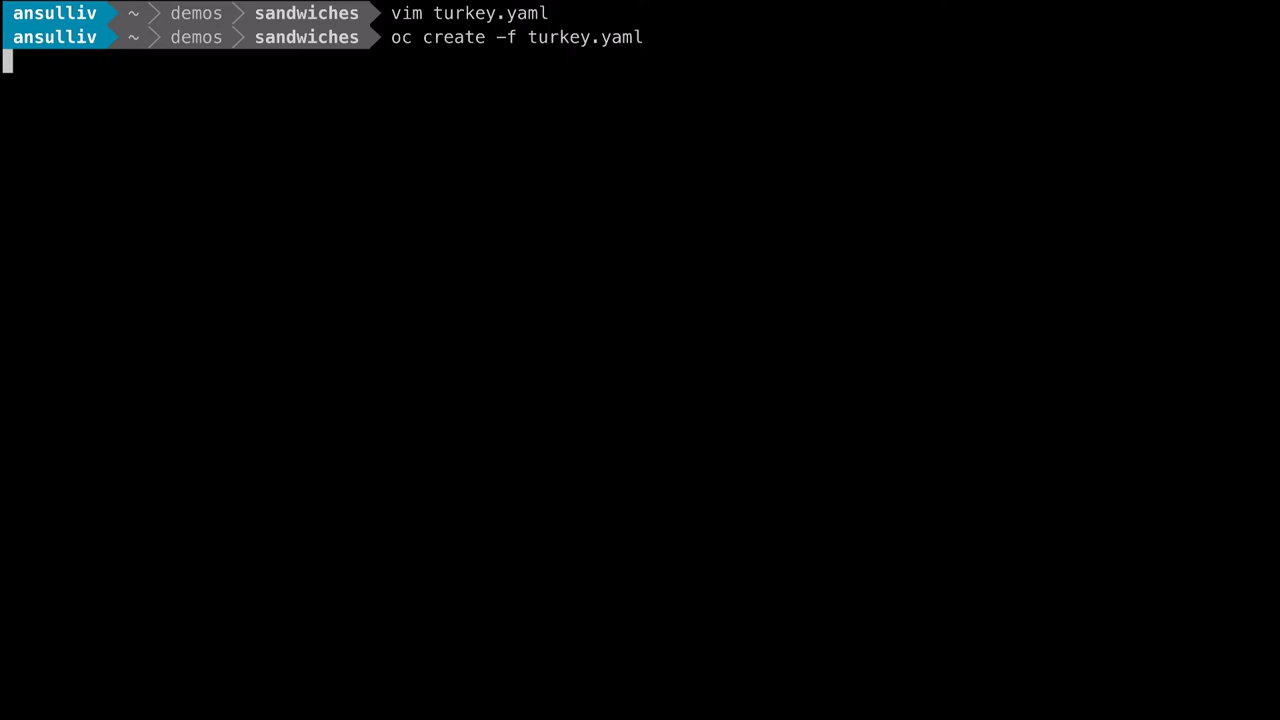 ansulliv ~ demos sandwiches vim turkey.yaml
ansulliv ~ demos sandwiches oc create -f turkey.yaml